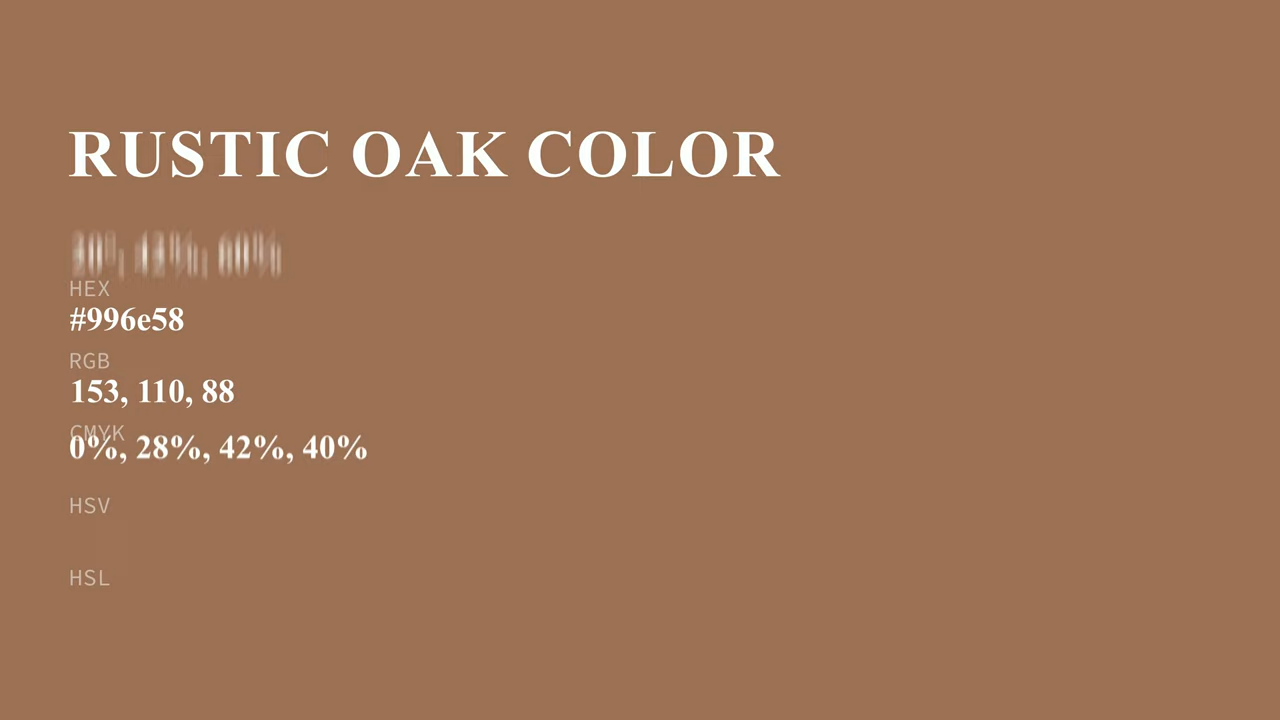 RUSTIC OAK COLOR
HEX
#996e58
RGB
153, 110, 88
CMYK
0%, 28%, 42%, 40%
HSV
HSL